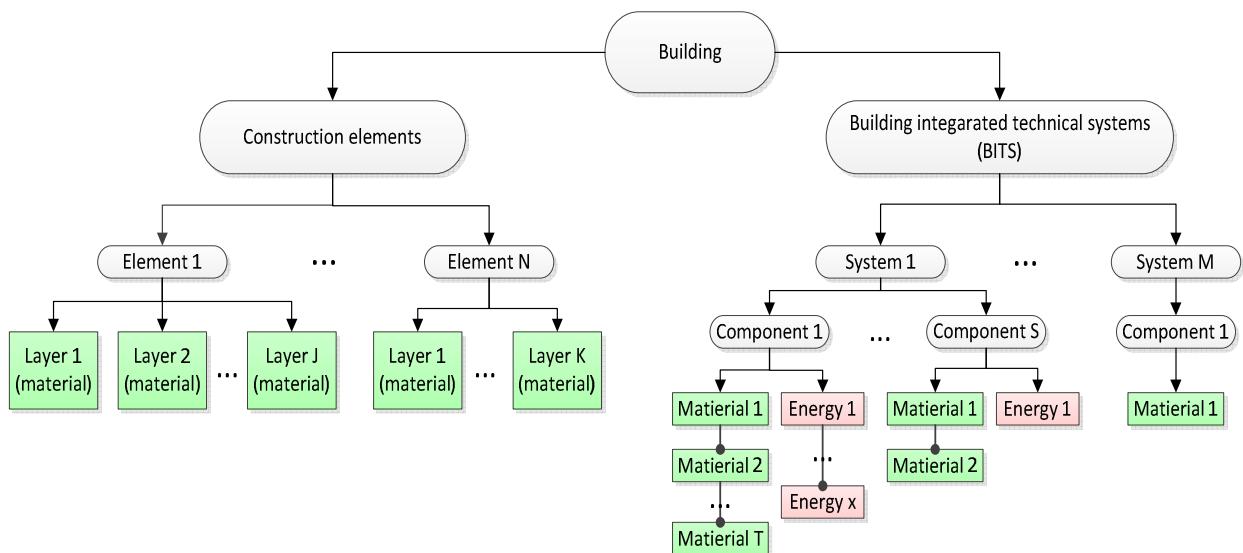 Building
Construction elements
Building integarated technical systems
(BITS)
Element 1
...
Element N
System 1
...
System M
Component 1
...
Component S
Component 1
Layer 1
(material)
Layer 2
(material)
...
Layer J
(material)
Layer 1
(material)
...
Layer K
(material)
Matierial 1
Energy 1
Matierial 1
Energy 1
Matierial 1
Matierial 2
...
Matierial 2
...
Energy x
Matierial T